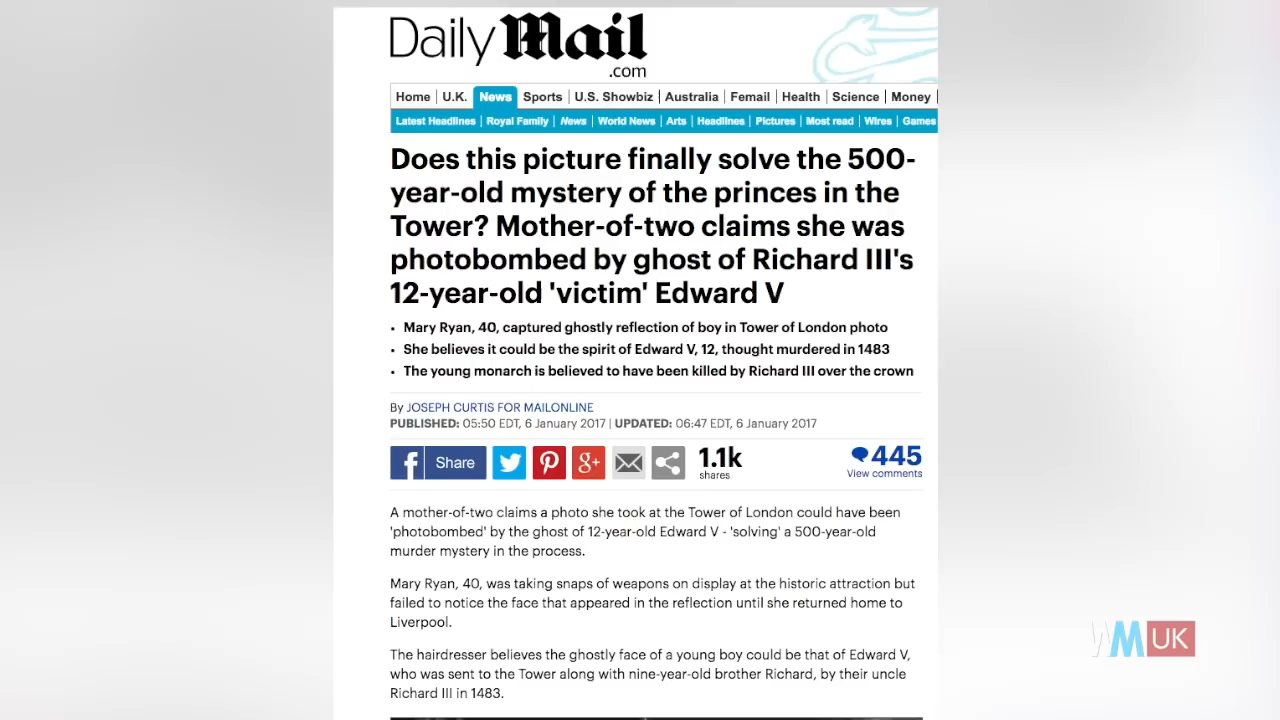 Daily Mail
.com
Home | U.K. | News | Sports | U.S. Showbiz | Australia | Femail | Health | Science | Money |
Latest Headlines | Royal Family | News | World News | Arts | Headlines | Pictures | Most read | Wires | Games
Does this picture finally solve the 500-
year-old mystery of the princes in the
Tower? Mother-of-two claims she was
photobombed by ghost of Richard III's
12-year-old 'victim' Edward V
• Mary Ryan, 40, captured ghostly reflection of boy in Tower of London photo
• She believes it could be the spirit of Edward V, 12, thought murdered in 1483
• The young monarch is believed to have been killed by Richard III over the crown
By JOSEPH CURTIS FOR MAILONLINE
PUBLISHED: 05:50 EDT, 6 January 2017 | UPDATED: 06:47 EDT, 6 January 2017
f Share g+ 1.1k 445
shares View comments
A mother-of-two claims a photo she took at the Tower of London could have been
'photobombed' by the ghost of 12-year-old Edward V - 'solving' a 500-year-old
murder mystery in the process.
Mary Ryan, 40, was taking snaps of weapons on display at the historic attraction but
failed to notice the face that appeared in the reflection until she returned home to
Liverpool.
The hairdresser believes the ghostly face of a young boy could be that of Edward V,
who was sent to the Tower along with nine-year-old brother Richard, by their uncle
Richard III in 1483.
WM UK